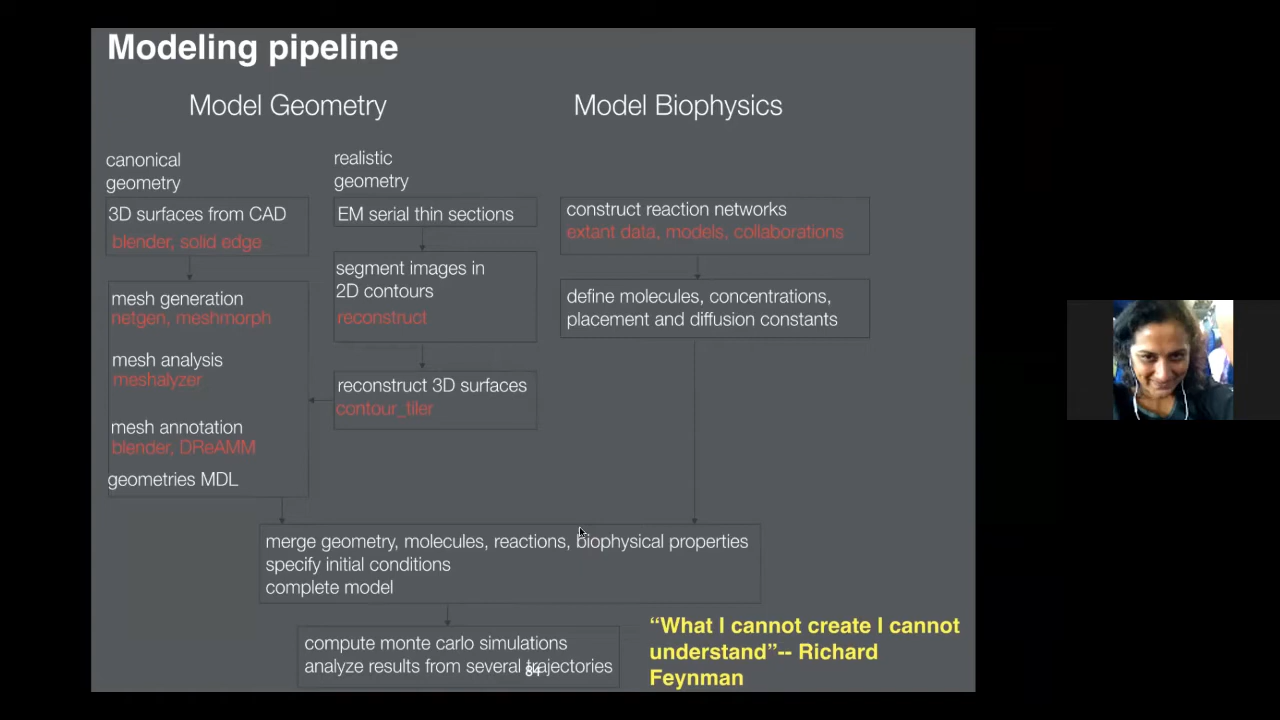 Modeling pipeline
Model Geometry
Model Biophysics
canonical
geometry
realistic
geometry
3D surfaces from CAD
blender, solid edge
EM serial thin sections
construct reaction networks
extant data, models, collaborations
segment images in
2D contours
reconstruct
define molecules, concentrations,
placement and diffusion constants
mesh generation
netgen, meshmorph
mesh analysis
meshalyzer
reconstruct 3D surfaces
contour_tiler
mesh annotation
blender, DReAMM
geometries MDL
merge geometry, molecules, reactions, biophysical properties
specify initial conditions
complete model
compute monte carlo simulations
analyze results from several trajectories
84
“What I cannot create I cannot
understand”-- Richard
Feynman